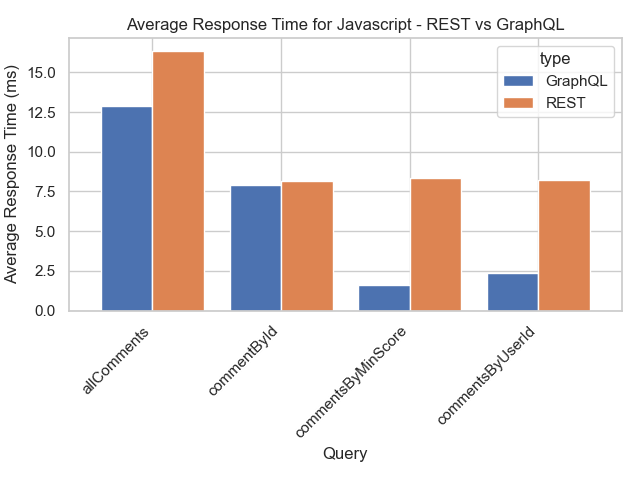 Average Response Time for Javascript - REST vs GraphQL
Average Response Time (ms)
15.0
12.5
10.0
7.5
5.0
2.5
0.0
type
GraphQL
REST
allComments
commentById
commentsByMinScore
commentsByUserId
Query